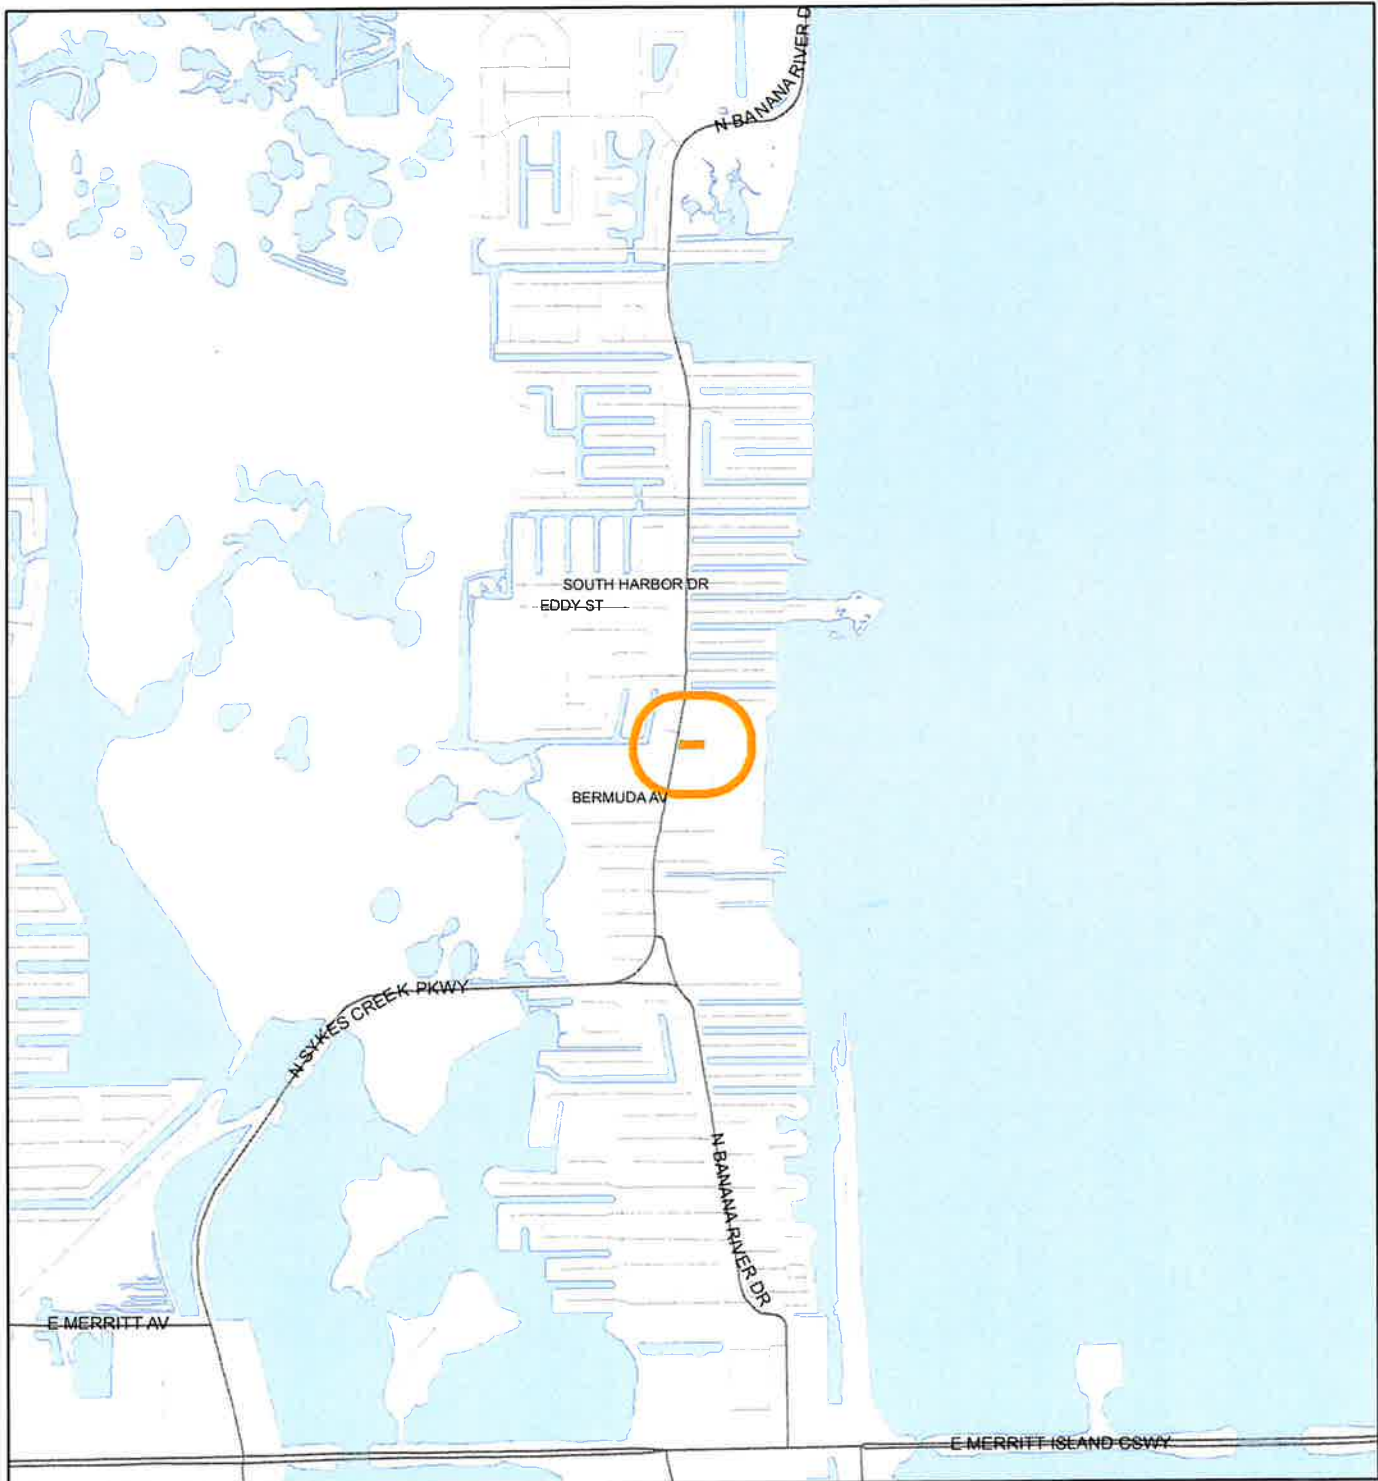 N BANANA RIVER D
SOUTH HARBOR DR
EDDY ST
BERMUDA AV
N SYKES CREEK PKWY
N BANANA RIVER DR
E MERRITT AV
E MERRITT ISLAND CSWY